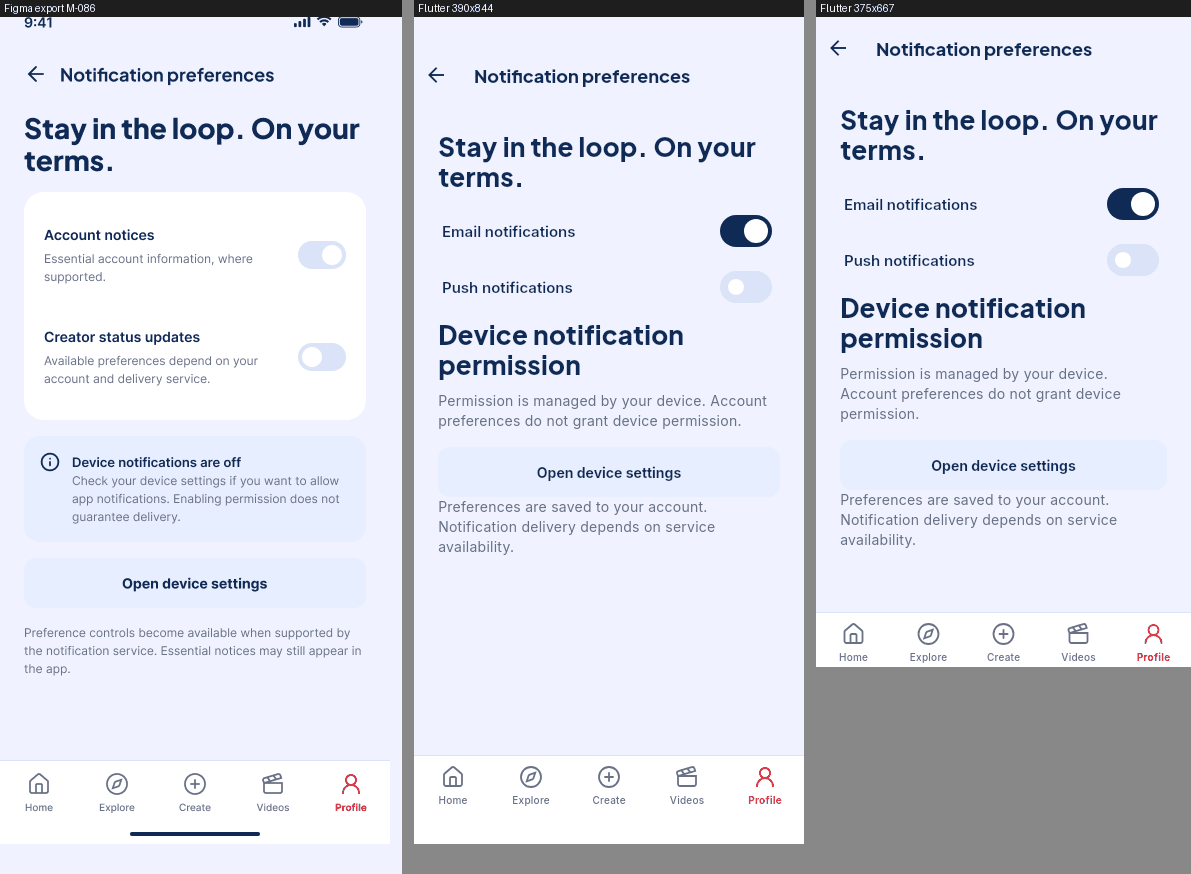 Figma export M-086
9:41
Notification preferences
Stay in the loop. On your
terms.
Account notices
Essential account information, where
supported.
Creator status updates
Available preferences depend on your
account and delivery service.
Device notifications are off
Check your device settings if you want to allow
app notifications. Enabling permission does not
guarantee delivery.
Open device settings
Preference controls become available when supported by
the notification service. Essential notices may still appear in
the app.
Home
Explore
Create
Videos
Profile
Flutter 390x844
Notification preferences
Stay in the loop. On your
terms.
Email notifications
Push notifications
Device notification
permission
Permission is managed by your device. Account
preferences do not grant device permission.
Open device settings
Preferences are saved to your account.
Notification delivery depends on service
availability.
Home
Explore
Create
Videos
Profile
Flutter 375x667
Notification preferences
Stay in the loop. On your
terms.
Email notifications
Push notifications
Device notification
permission
Permission is managed by your device.
Account preferences do not grant device
permission.
Open device settings
Preferences are saved to your account.
Notification delivery depends on service
availability.
Home
Explore
Create
Videos
Profile